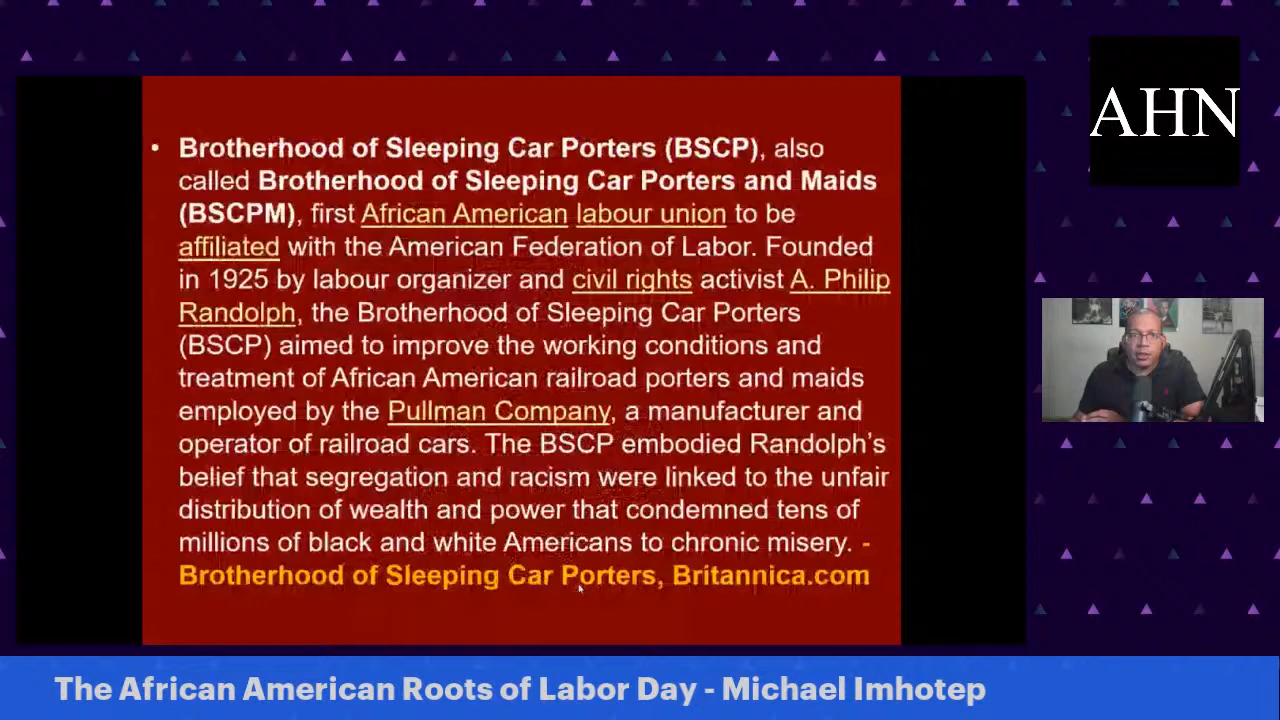 AHN
• Brotherhood of Sleeping Car Porters (BSCP), also
called Brotherhood of Sleeping Car Porters and Maids
(BSCPM), first African American labour union to be
affiliated with the American Federation of Labor. Founded
in 1925 by labour organizer and civil rights activist A. Philip
Randolph, the Brotherhood of Sleeping Car Porters
(BSCP) aimed to improve the working conditions and
treatment of African American railroad porters and maids
employed by the Pullman Company, a manufacturer and
operator of railroad cars. The BSCP embodied Randolph’s
belief that segregation and racism were linked to the unfair
distribution of wealth and power that condemned tens of
millions of black and white Americans to chronic misery. -
Brotherhood of Sleeping Car Porters, Britannica.com
The African American Roots of Labor Day - Michael Imhotep